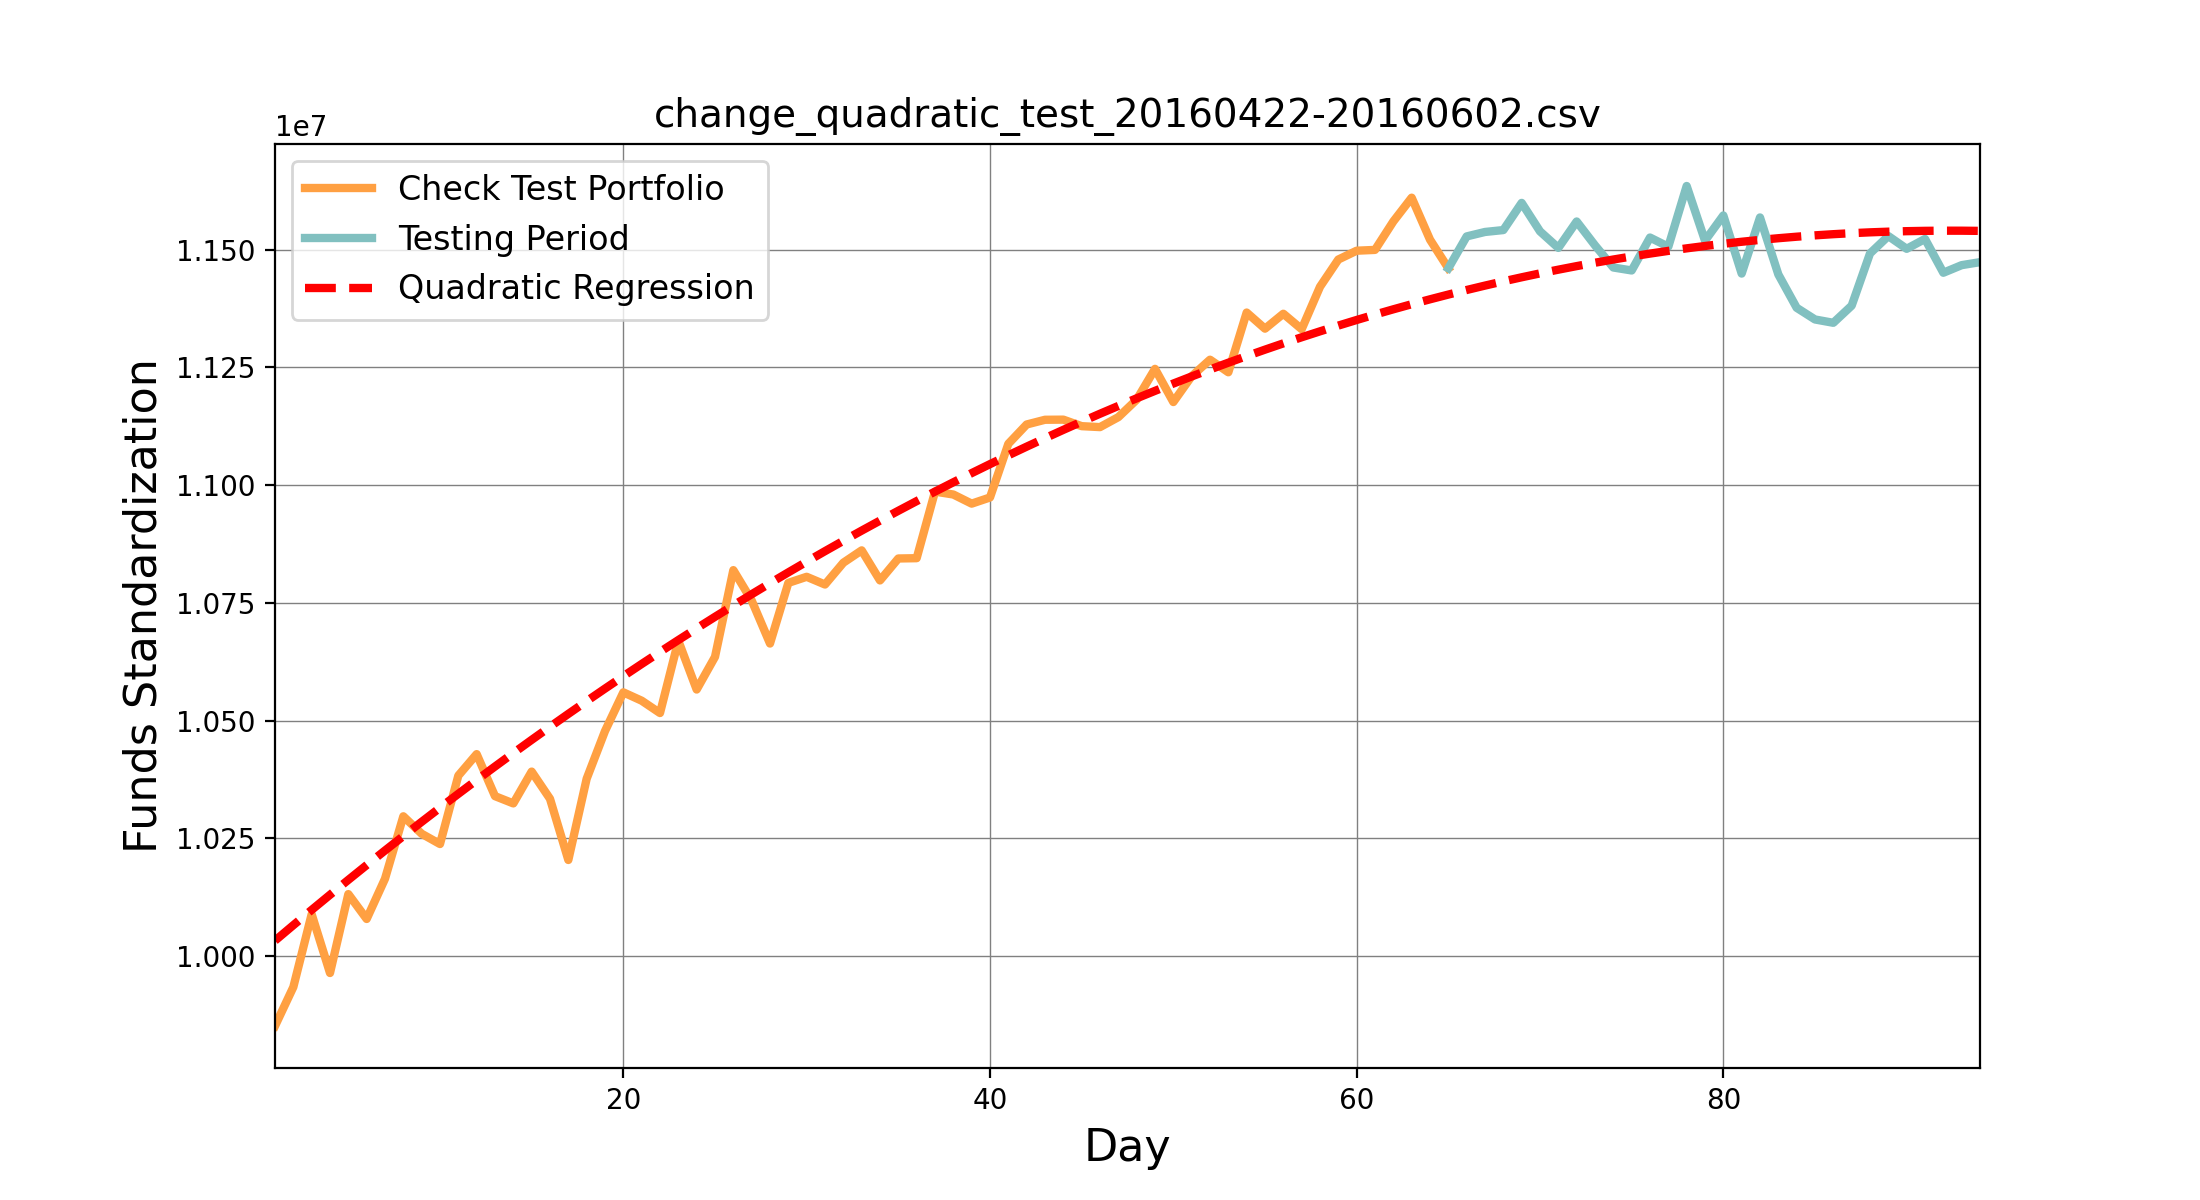 change_quadratic_test_20160422-20160602.csv
1e7
Check Test Portfolio
Testing Period
Quadratic Regression
1.150
1.125
1.100
1.075
1.050
1.025
1.000
Funds Standardization
20
40
60
80
Day